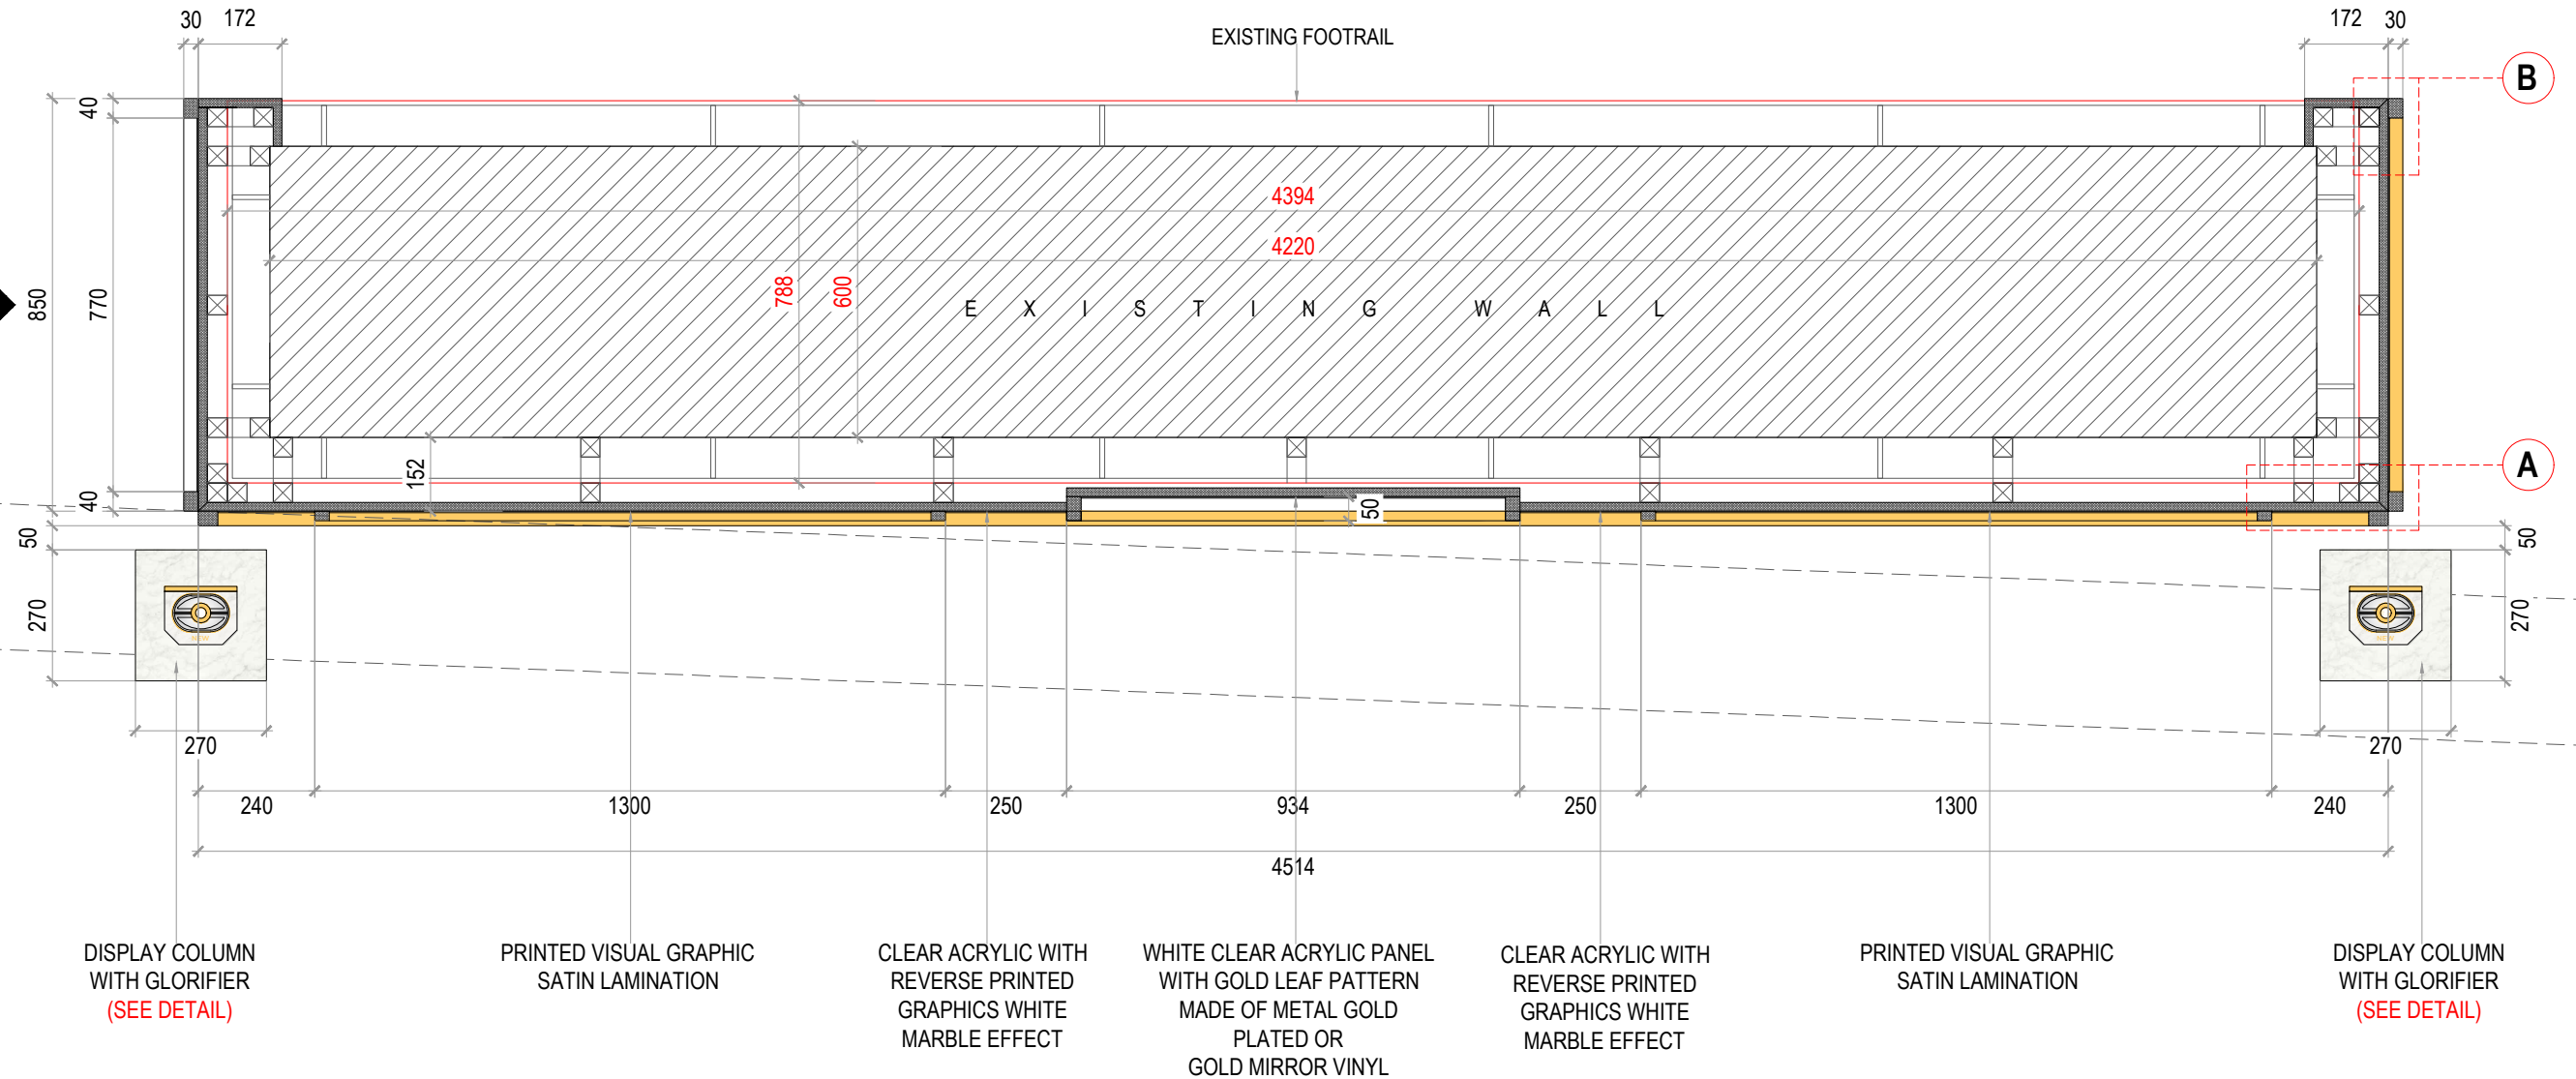 30 172
172 30
EXISTING FOOTRAIL
B
40
4394
4220
850
770
788
600
EXISTING WALL
152
40
50
A
50
50
270
270
270
270
240
1300
250
934
250
1300
240
4514
DISPLAY COLUMN
WITH GLORIFIER
(SEE DETAIL)
PRINTED VISUAL GRAPHIC
SATIN LAMINATION
CLEAR ACRYLIC WITH
REVERSE PRINTED
GRAPHICS WHITE
MARBLE EFFECT
WHITE CLEAR ACRYLIC PANEL
WITH GOLD LEAF PATTERN
MADE OF METAL GOLD
PLATED OR
GOLD MIRROR VINYL
CLEAR ACRYLIC WITH
REVERSE PRINTED
GRAPHICS WHITE
MARBLE EFFECT
PRINTED VISUAL GRAPHIC
SATIN LAMINATION
DISPLAY COLUMN
WITH GLORIFIER
(SEE DETAIL)